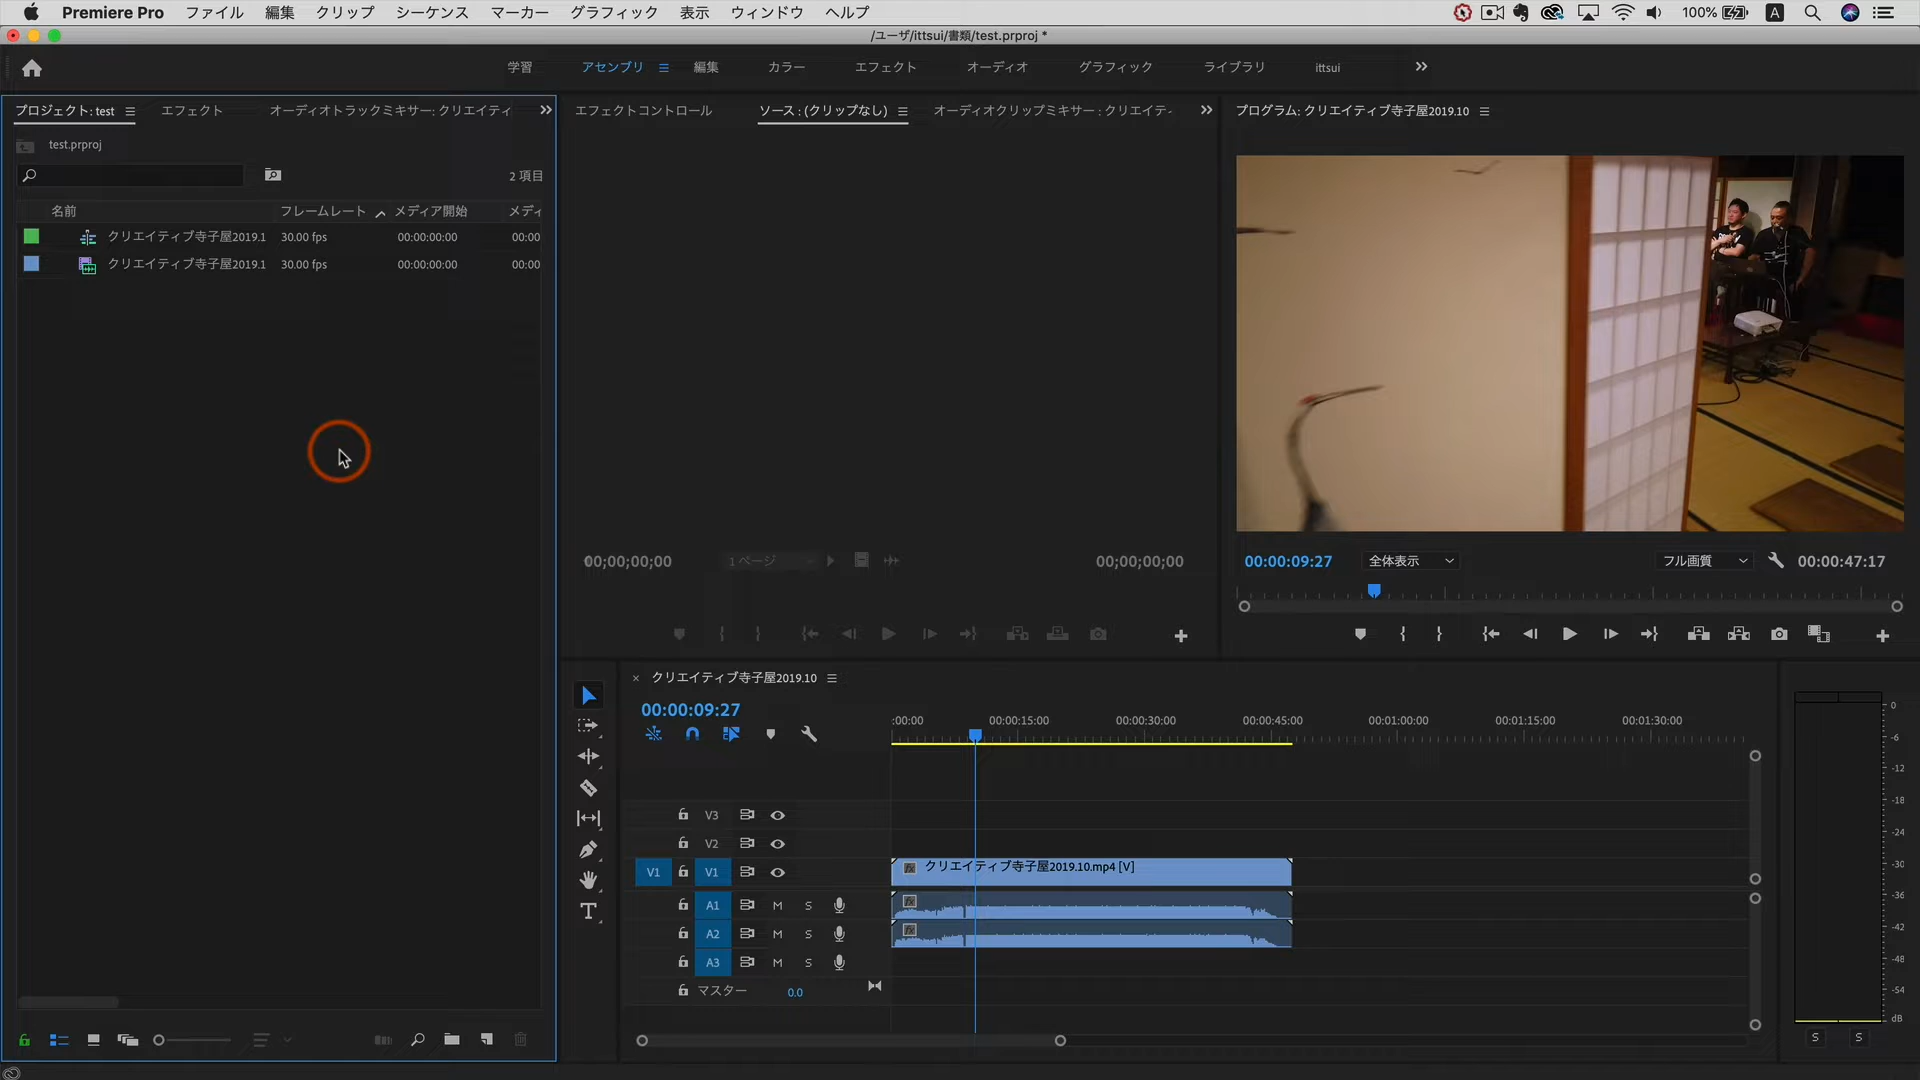 Premiere Pro ファイル 編集 クリップ シーケンス マーカー グラフィック 表示 ウィンドウ ヘルプ 100% A
/ユーザ/ittsui/書類/test.prproj *
学習 アセンブリ 編集 カラー エフェクト オーディオ グラフィック ライブラリ ittsui
プロジェクト: test エフェクト オーディオトラックミキサー: クリエイティ エフェクトコントロール ソース : (クリップなし) オーディオクリップミキサー : クリエイテ プログラム: クリエイティブ寺子屋2019.10
test.prproj
2 項目
名前 フレームレート メディア開始 メディ
クリエイティブ寺子屋2019.1 30.00 fps 00:00:00:00 00:00
クリエイティブ寺子屋2019.1 30.00 fps 00:00:00:00 00:00
00;00;00;00 1 ページ 00;00;00;00 00:00:09:27 全体表示 フル画質 00:00:47:17
× クリエイティブ寺子屋2019.10
00:00:09:27
:00:00 00:00:15:00 00:00:30:00 00:00:45:00 00:01:00:00 00:01:15:00 00:01:30:00
V3
V2
V1 V1 fx クリエイティブ寺子屋2019.10.mp4 [V]
A1 M S fx
A2 M S fx
A3 M S
マスター 0.0
0
-6
-12
-18
-24
-30
-36
-42
-48
-54
dB
S S